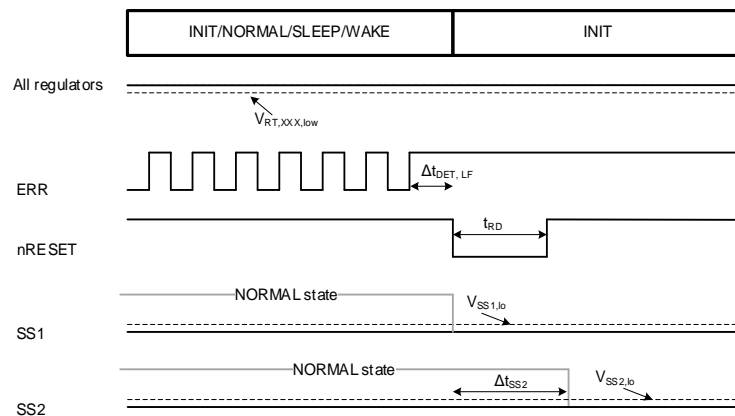 INIT/NORMAL/SLEEP/WAKE INIT
All regulators
VRT,XXX,low
ERR
ΔtDET, LF
nRESET
tRD
NORMAL state
VSS1,lo
SS1
NORMAL state
ΔtSS2
VSS2,lo
SS2